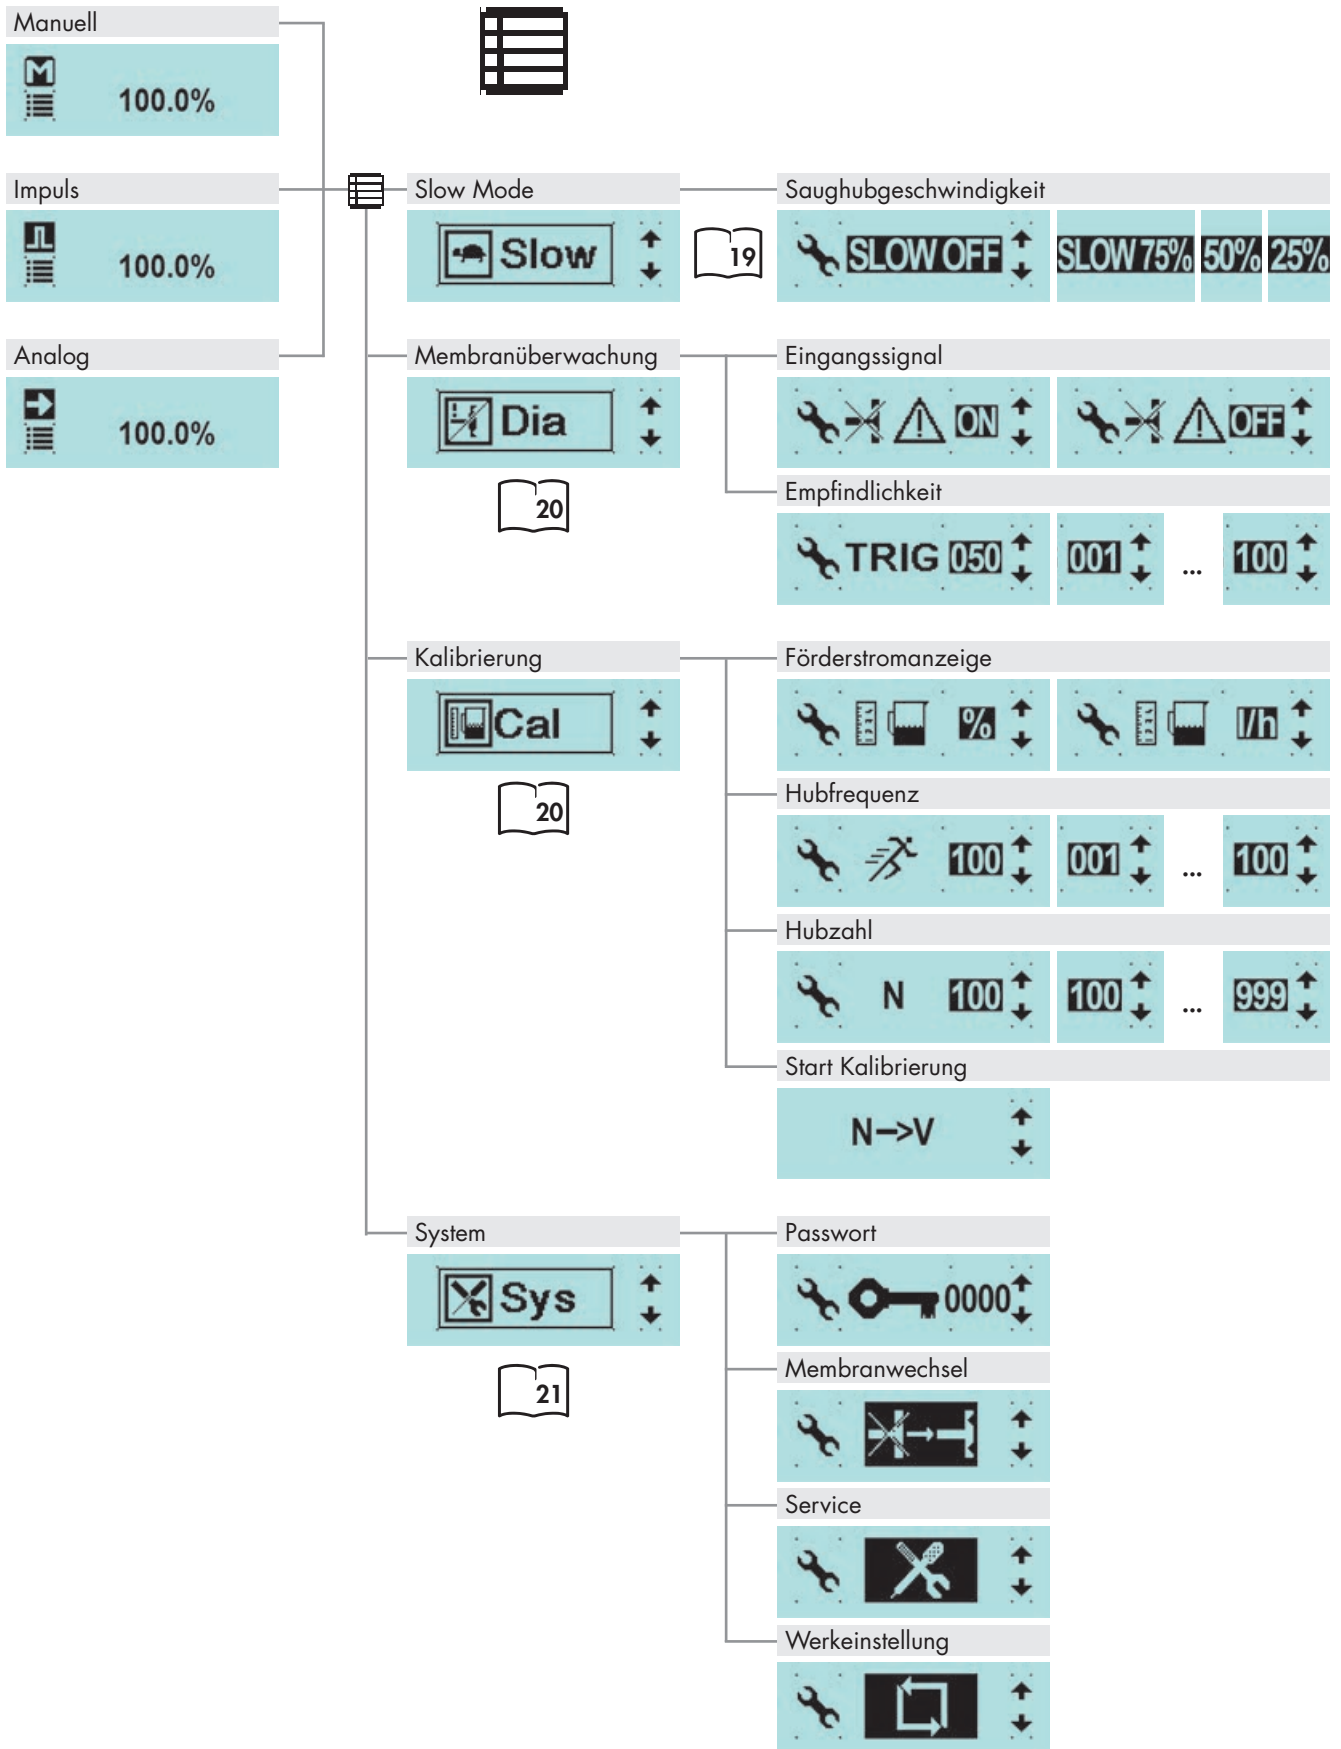 Manuell
M
100.0%
Impuls
100.0%
Analog
100.0%
Slow Mode
Slow
19
Saughubgeschwindigkeit
SLOW OFF
SLOW 75%
50%
25%
Membranüberwachung
Dia
20
Eingangssignal
ON
OFF
Empfindlichkeit
TRIG 050
001
...
100
Kalibrierung
Cal
20
Förderstromanzeige
%
l/h
Hubfrequenz
100
001
...
100
Hubzahl
N 100
100
...
999
Start Kalibrierung
N->V
System
Sys
21
Passwort
0000
Membranwechsel
Service
Werkeinstellung